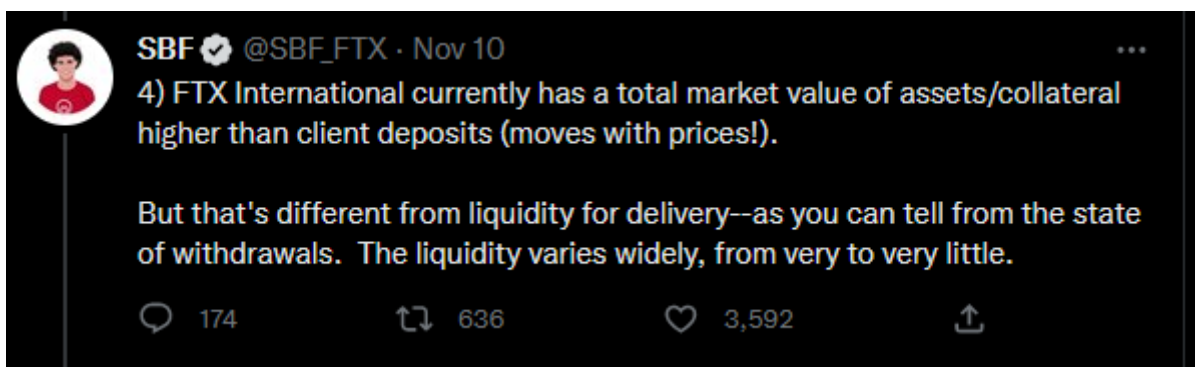 SBF @SBF_FTX · Nov 10
4) FTX International currently has a total market value of assets/collateral
higher than client deposits (moves with prices!).
But that's different from liquidity for delivery--as you can tell from the state
of withdrawals.  The liquidity varies widely, from very to very little.
174 636 3,592